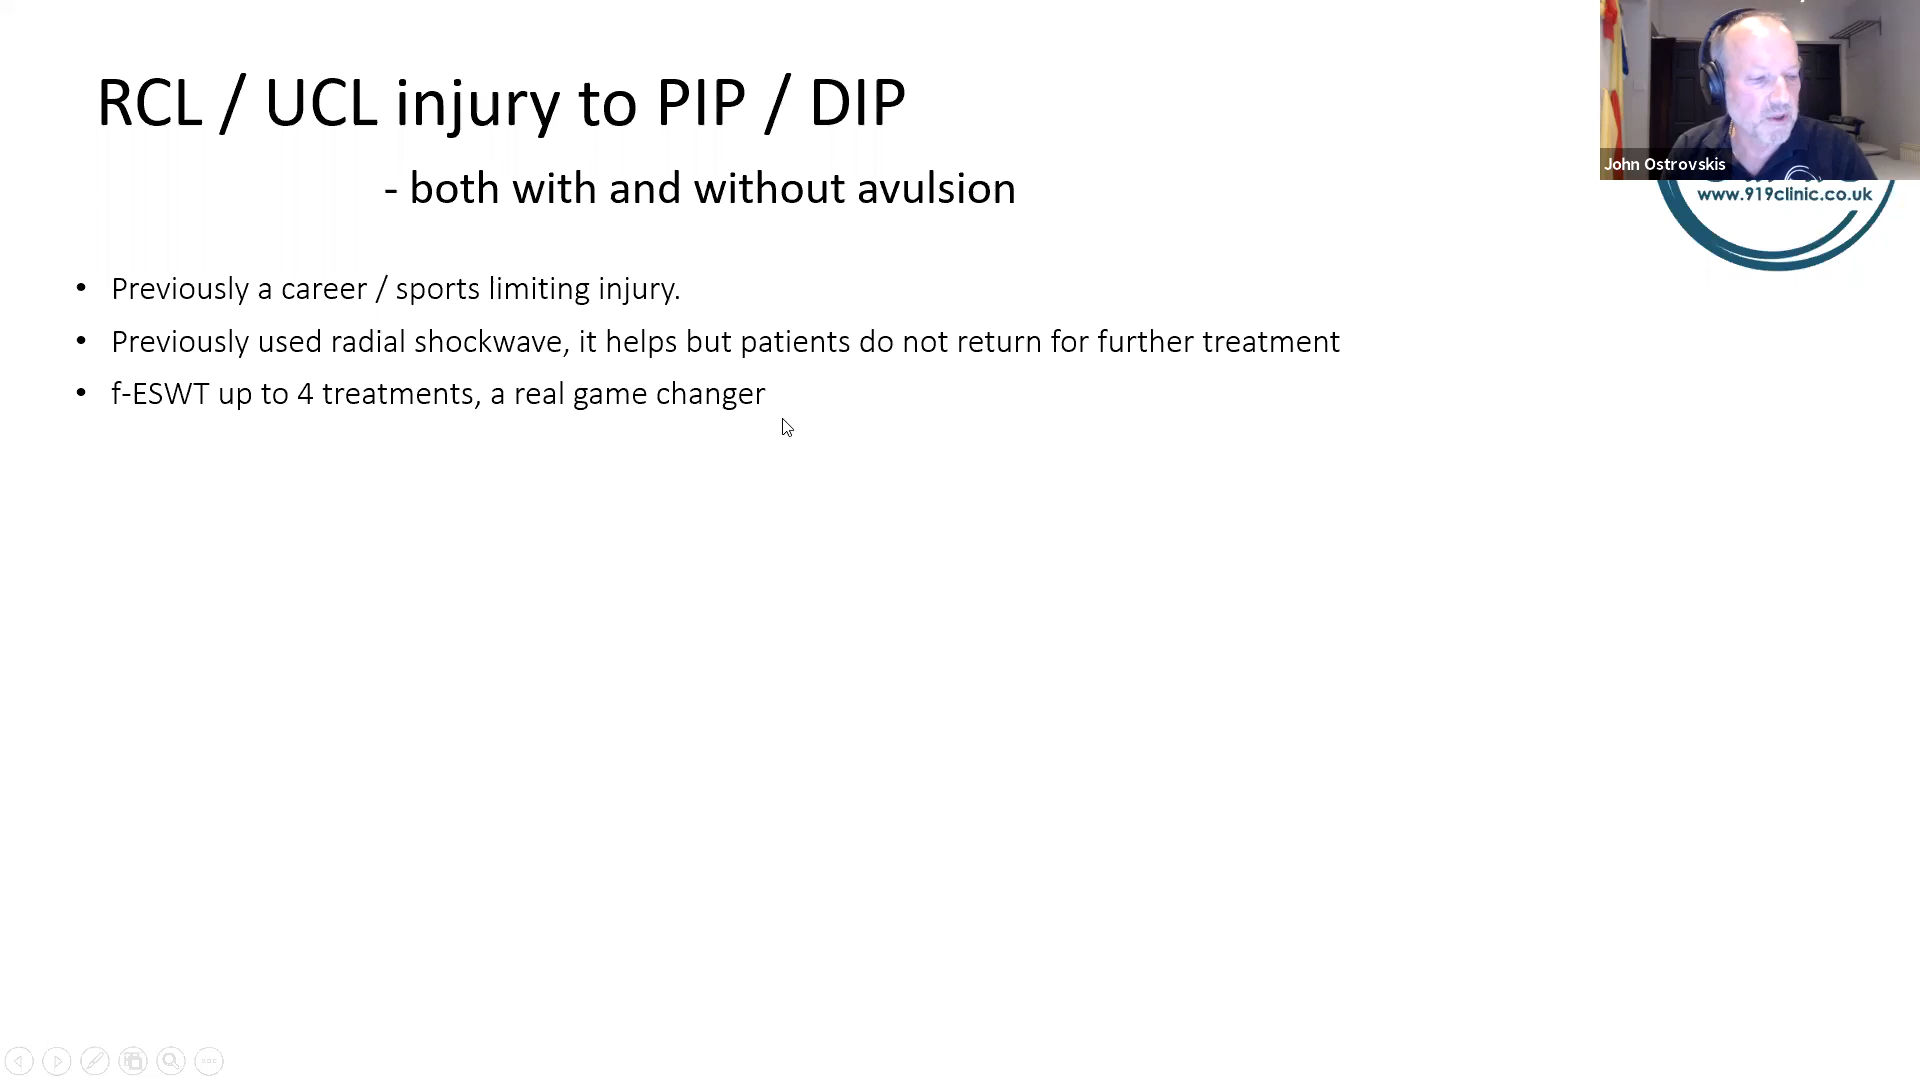 RCL / UCL injury to PIP / DIP
- both with and without avulsion
John Ostrovskis
www.919clinic.co.uk
• Previously a career / sports limiting injury.
• Previously used radial shockwave, it helps but patients do not return for further treatment
• f-ESWT up to 4 treatments, a real game changer